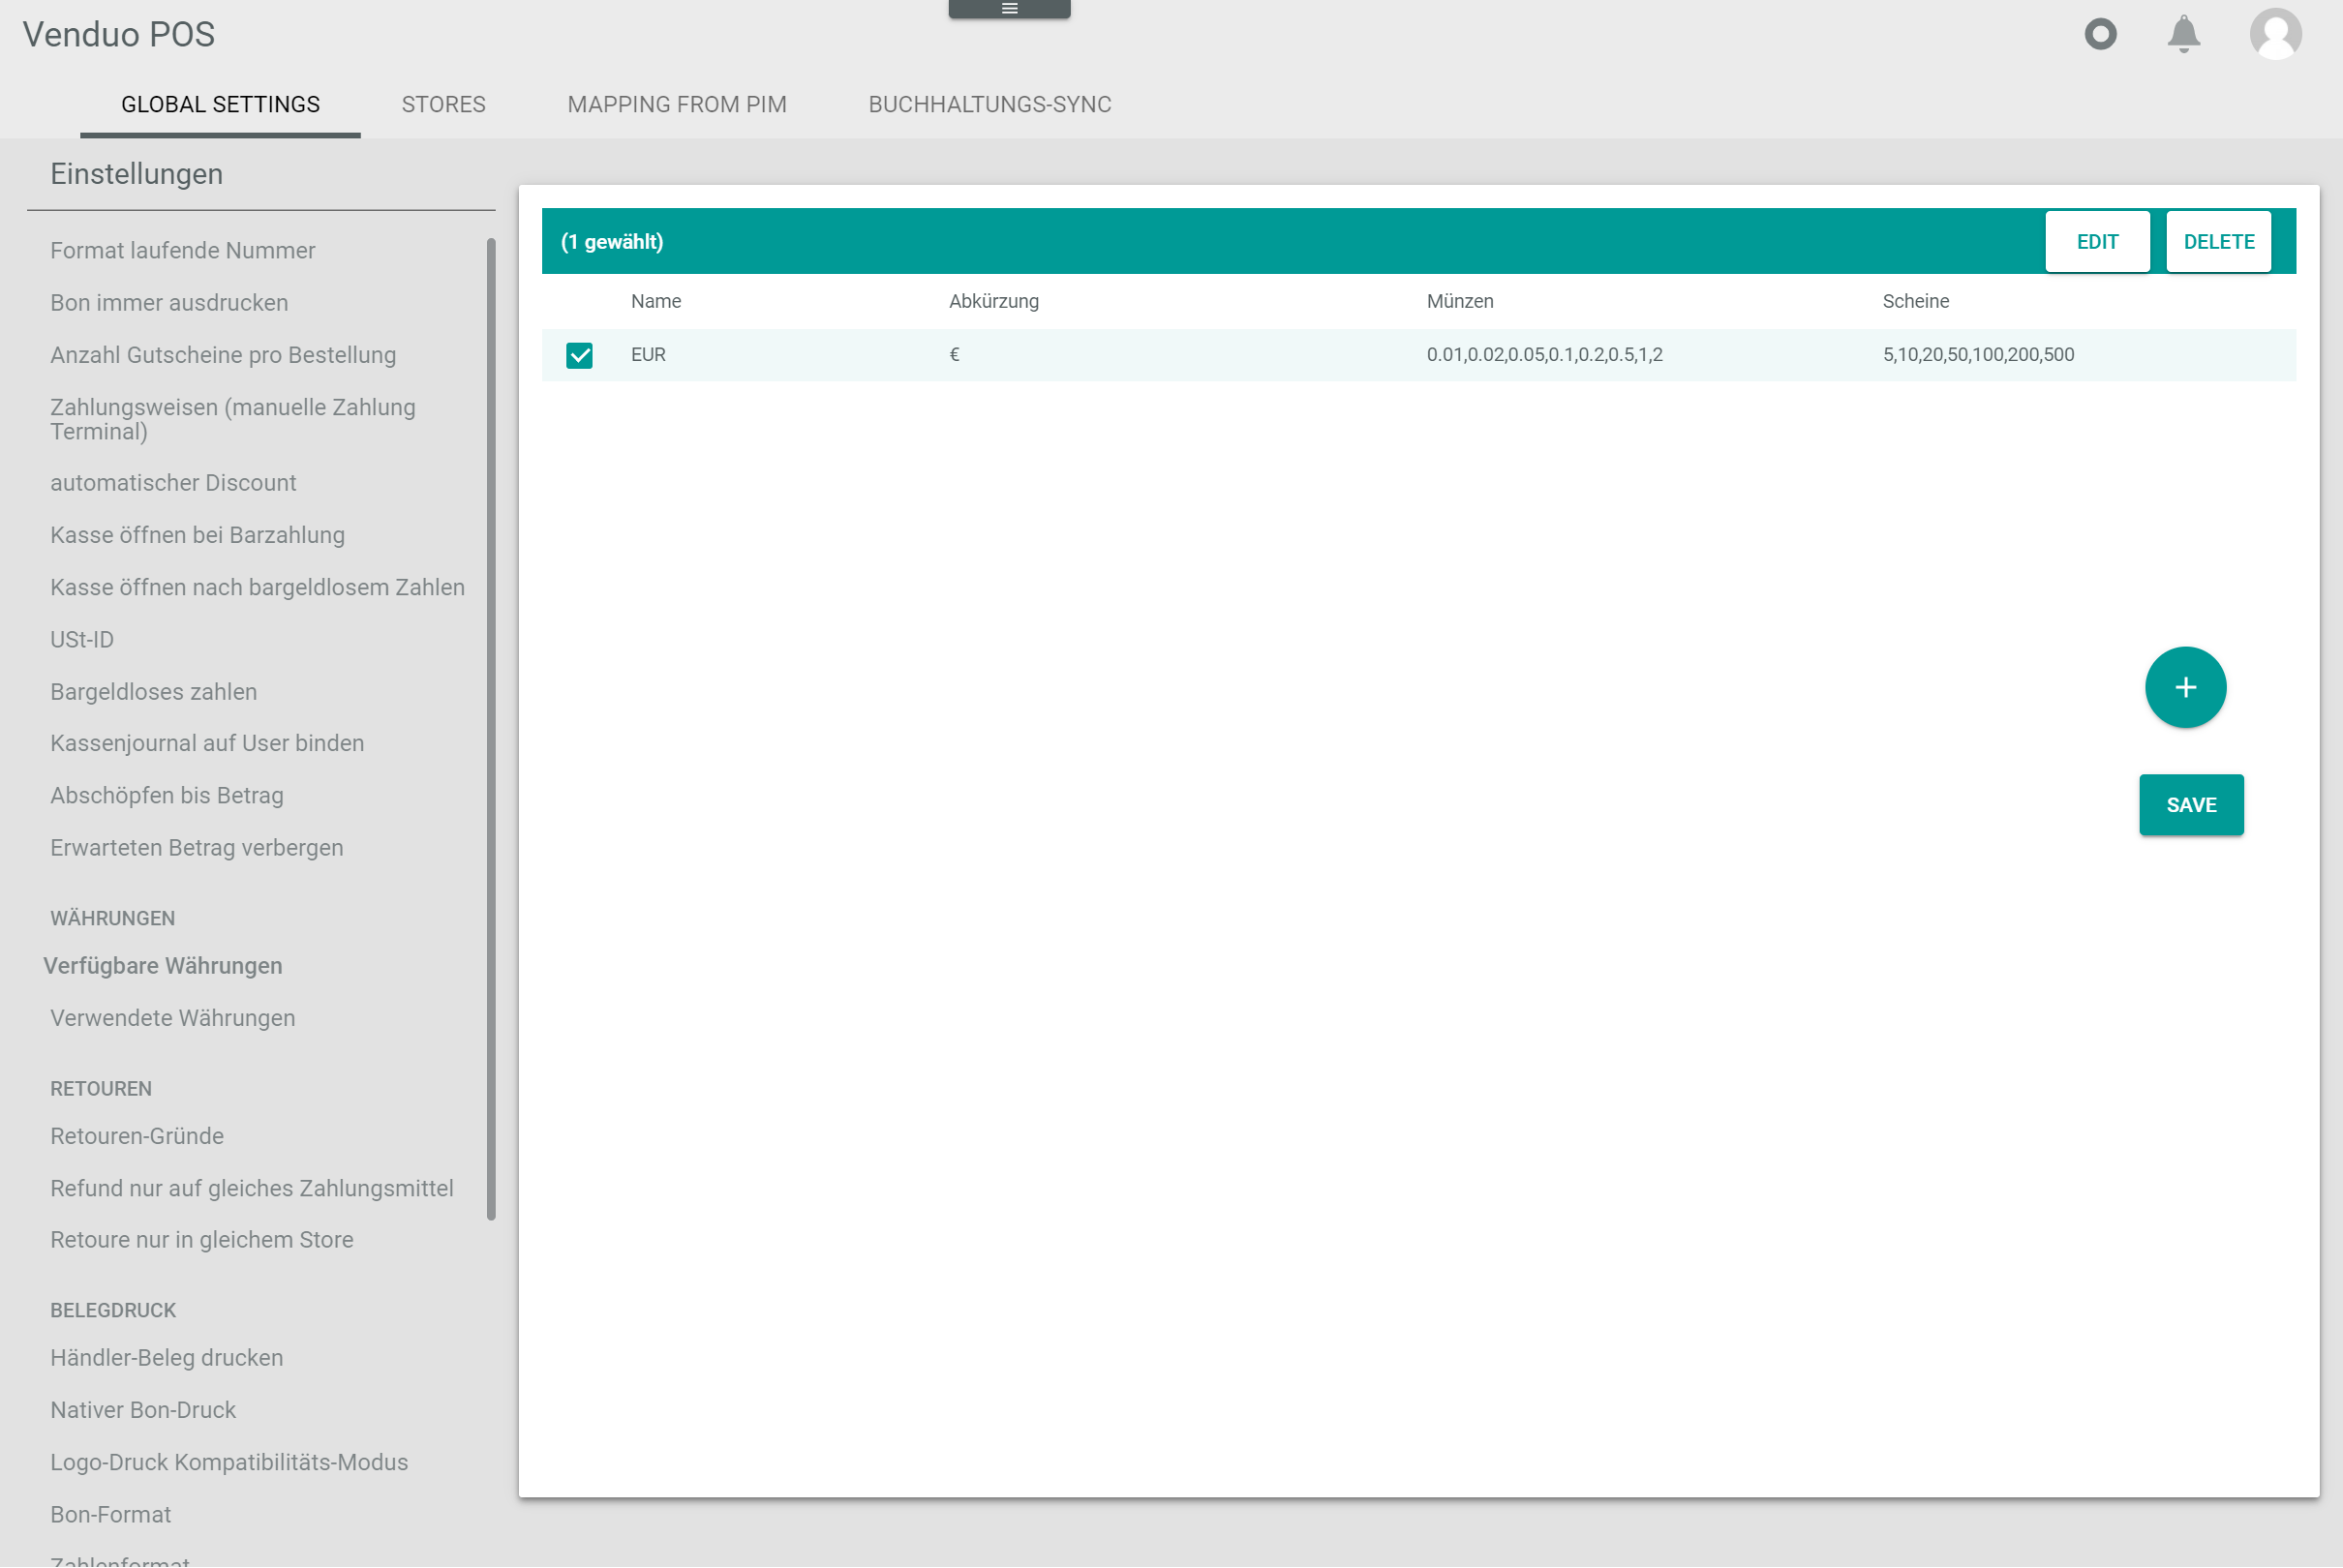 Venduo POS
GLOBAL SETTINGS STORES MAPPING FROM PIM BUCHHALTUNGS-SYNC
Einstellungen
Format laufende Nummer
Bon immer ausdrucken
Anzahl Gutscheine pro Bestellung
Zahlungsweisen (manuelle Zahlung
Terminal)
automatischer Discount
Kasse öffnen bei Barzahlung
Kasse öffnen nach bargeldlosem Zahlen
USt-ID
Bargeldloses zahlen
Kassenjournal auf User binden
Abschöpfen bis Betrag
Erwarteten Betrag verbergen
WÄHRUNGEN
Verfügbare Währungen
Verwendete Währungen
RETOUREN
Retouren-Gründe
Refund nur auf gleiches Zahlungsmittel
Retoure nur in gleichem Store
BELEGDRUCK
Händler-Beleg drucken
Nativer Bon-Druck
Logo-Druck Kompatibilitäts-Modus
Bon-Format
Zahlenformat
(1 gewählt) EDIT DELETE
Name Abkürzung Münzen Scheine
EUR € 0.01,0.02,0.05,0.1,0.2,0.5,1,2 5,10,20,50,100,200,500
+
SAVE